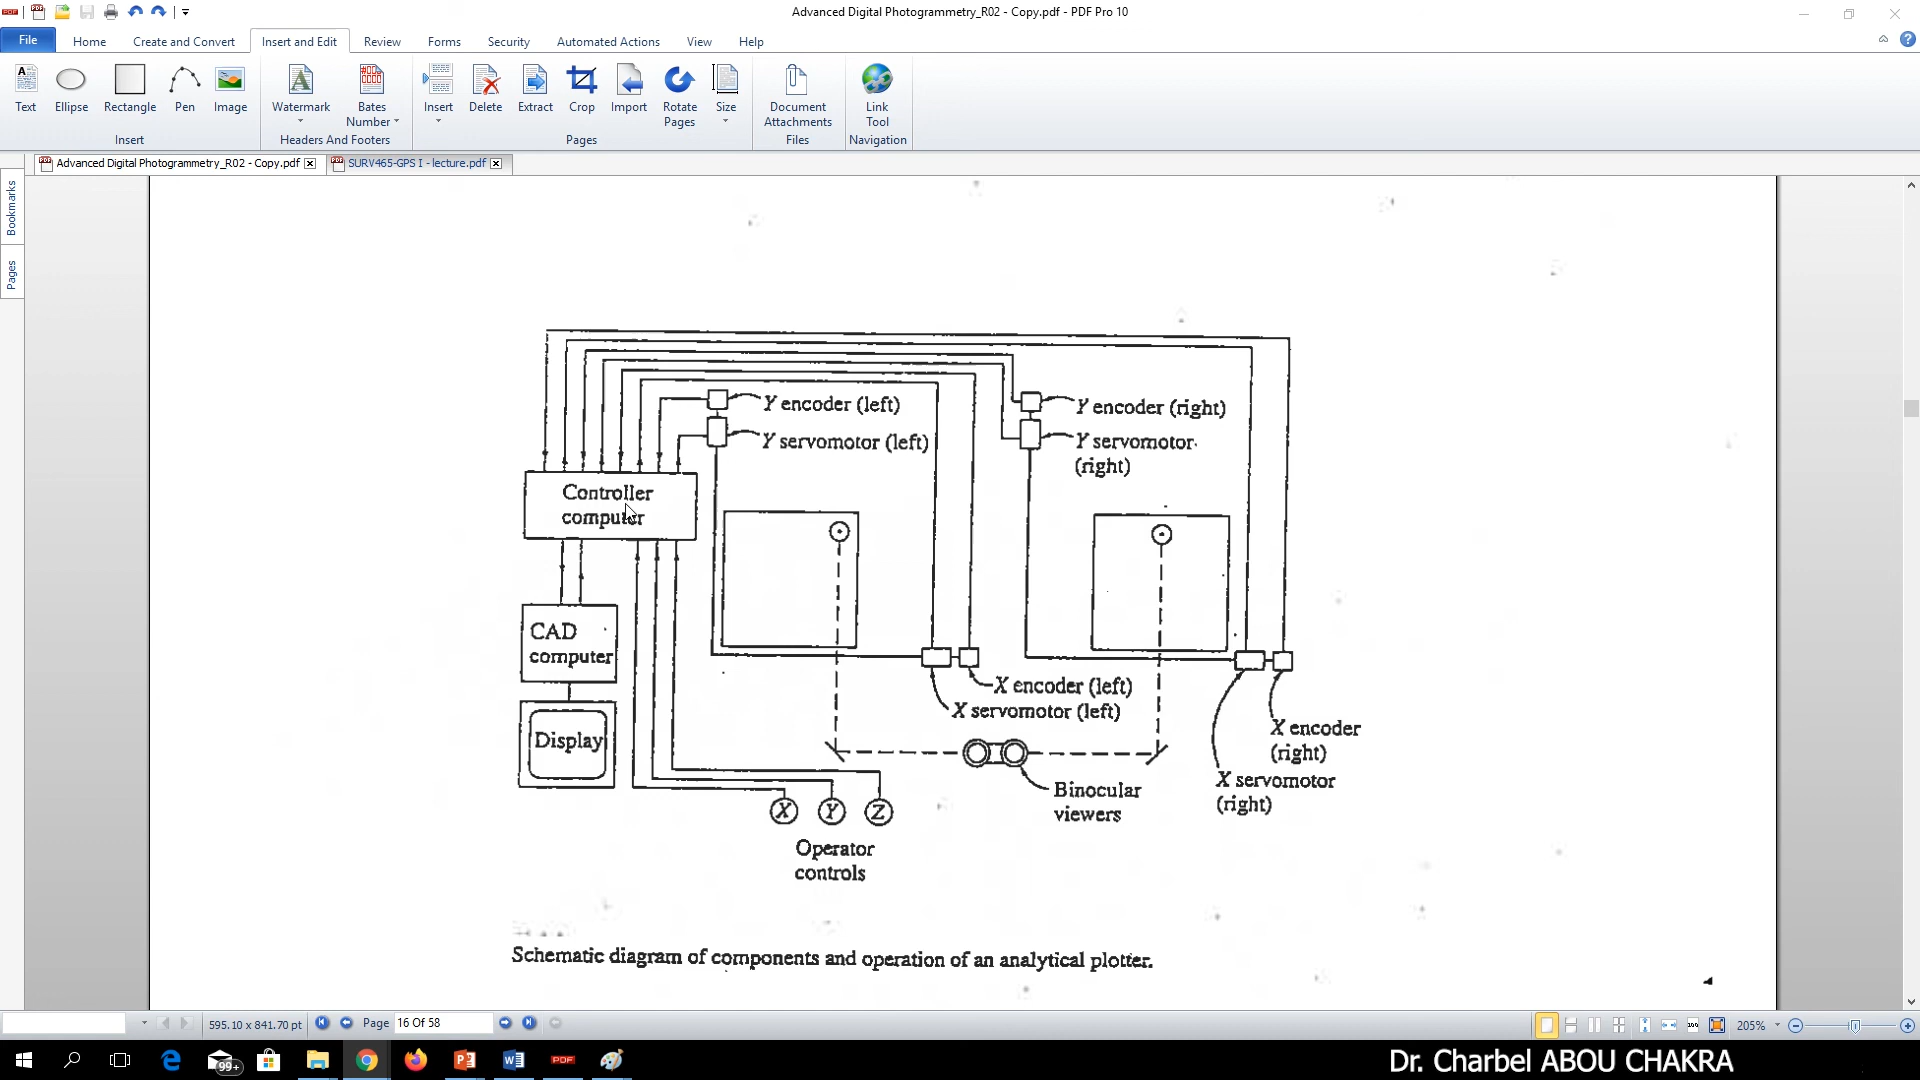 Advanced Digital Photogrammetry_R02 - Copy.pdf - PDF Pro 10
File Home Create and Convert Insert and Edit Review Forms Security Automated Actions View Help
Text Ellipse Rectangle Pen Image Watermark Bates Number Insert Delete Extract Crop Import Rotate Pages Size Document Attachments Link Tool
Insert Headers And Footers Pages Files Navigation
Advanced Digital Photogrammetry_R02 - Copy.pdf SURV465-GPS I - lecture.pdf
Bookmarks
Pages
Y encoder (left)
Y servomotor (left)
Y encoder (right)
Y servomotor
(right)
Controller
computer
CAD
computer
Display
X encoder (left)
X servomotor (left)
X encoder
(right)
X servomotor
(right)
Binocular
viewers
X Y Z
Operator
controls
Schematic diagram of components and operation of an analytical plotter.
595.10 x 841.70 pt Page 16 Of 58 205%
99+
PDF
Dr. Charbel ABOU CHAKRA